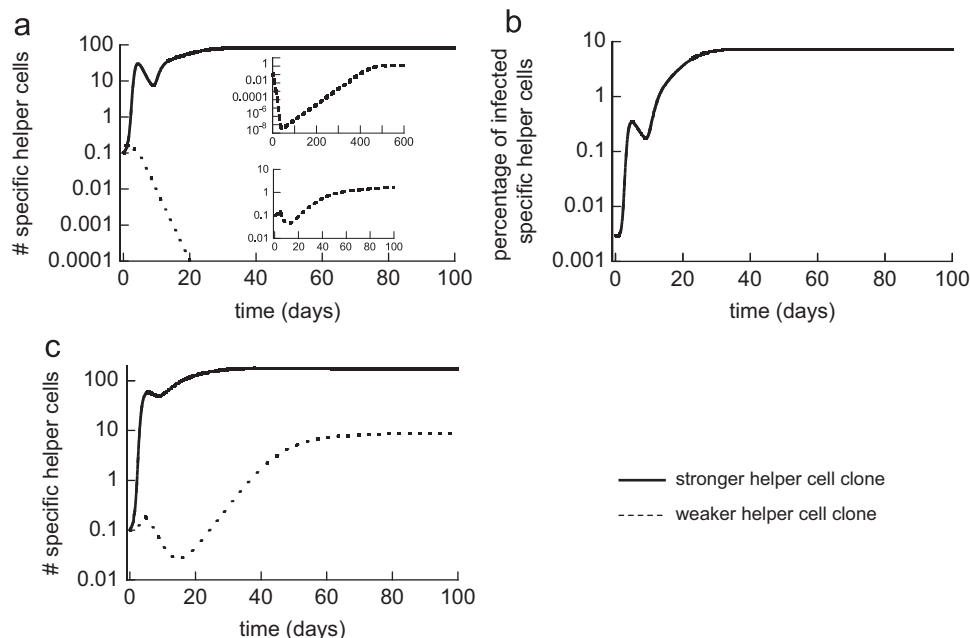 a
# specific helper cells
100
10
1
0.1
0.01
0.001
0.0001
0 20 40 60 80 100
time (days)
1
0.01
0.0001
10⁻⁶
10⁻⁸
0 200 400 600
10
1
0.1
0.01
0 20 40 60 80 100
b
percentage of infected
specific helper cells
10
1
0.1
0.01
0.001
0 20 40 60 80 100
time (days)
c
# specific helper cells
100
10
1
0.1
0.01
0 20 40 60 80 100
time (days)
stronger helper cell clone
weaker helper cell clone